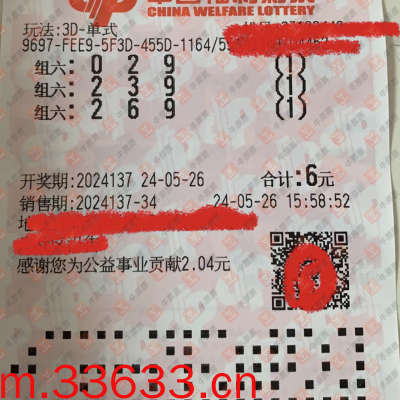 CHINA WELFARE LOTTERY
玩法:3D-单式
9697-FEE9-5F3D-455D-1164/5
组六: 0 2 9 (1)
组六: 2 3 9 (1)
组六: 2 6 9 (1)
开奖期:2024137 24-05-26 合计:6元
销售期:2024137-34 24-05-26 15:58:52
感谢您为公益事业贡献2.04元
m.33633.cn